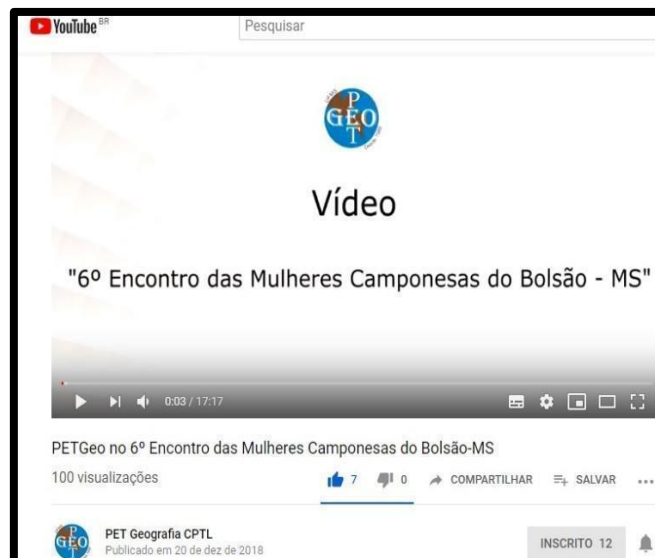 YouTube BR
Pesquisar
P
GEO
T
Vídeo
"6º Encontro das Mulheres Camponesas do Bolsão - MS"
0:03 / 17:17
PETGeo no 6º Encontro das Mulheres Camponesas do Bolsão-MS
100 visualizações
7
0
COMPARTILHAR
SALVAR
P
GEO
T
PET Geografia CPTL
Publicado em 20 de dez de 2018
INSCRITO 12